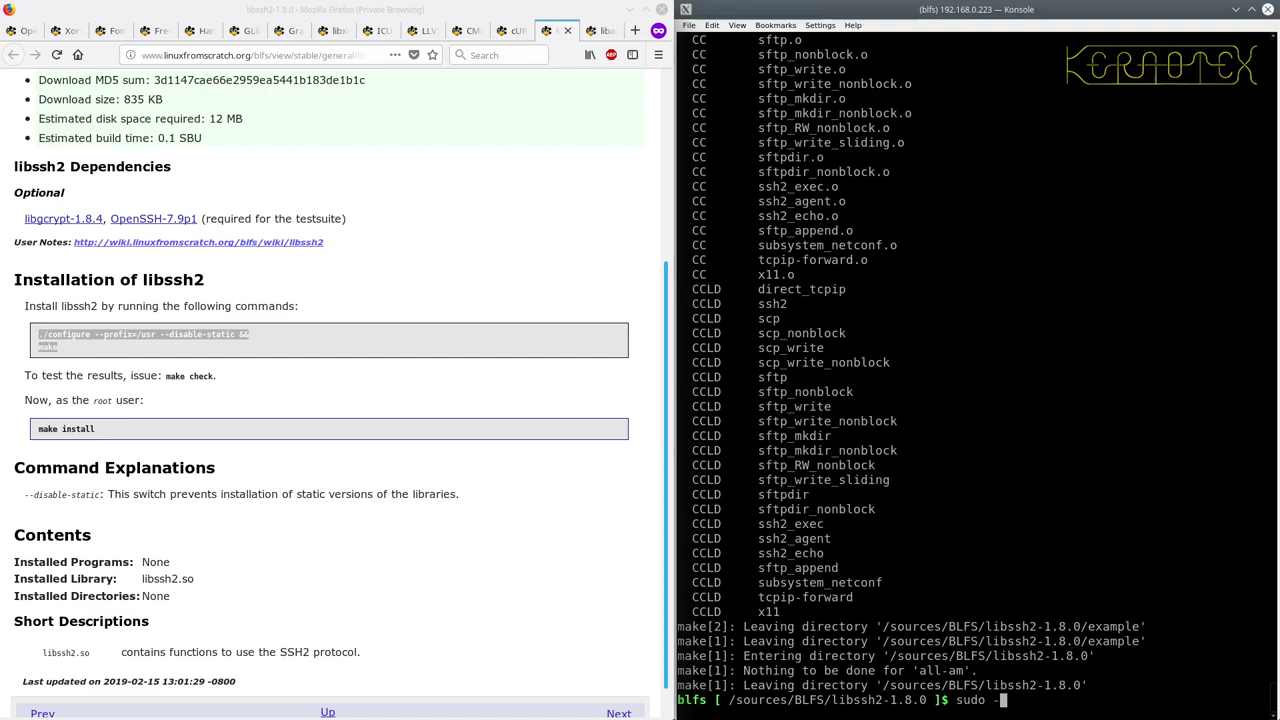 libssh2-1.8.0 - Mozilla Firefox (Private Browsing)
Ope
Xor
Fon
Fre
Har
GLi
Gra
libx
ICU
LLV
CMa
cUR
liba
www.linuxfromscratch.org/blfs/view/stable/general/lib
Search
Download MD5 sum: 3d1147cae66e2959ea5441b183de1b1c
Download size: 835 KB
Estimated disk space required: 12 MB
Estimated build time: 0.1 SBU
libssh2 Dependencies
Optional
libgcrypt-1.8.4, OpenSSH-7.9p1 (required for the testsuite)
User Notes: http://wiki.linuxfromscratch.org/blfs/wiki/libssh2
Installation of libssh2
Install libssh2 by running the following commands:
./configure --prefix=/usr --disable-static &&
make
To test the results, issue: make check.
Now, as the root user:
make install
Command Explanations
--disable-static: This switch prevents installation of static versions of the libraries.
Contents
Installed Programs: None
Installed Library: libssh2.so
Installed Directories: None
Short Descriptions
libssh2.so contains functions to use the SSH2 protocol.
Last updated on 2019-02-15 13:01:29 -0800
Prev Up Next
(blfs) 192.168.0.223 — Konsole
File Edit View Bookmarks Settings Help
KERAOTEX
CC sftp.o
CC sftp_nonblock.o
CC sftp_write.o
CC sftp_write_nonblock.o
CC sftp_mkdir.o
CC sftp_mkdir_nonblock.o
CC sftp_RW_nonblock.o
CC sftp_write_sliding.o
CC sftpdir.o
CC sftpdir_nonblock.o
CC ssh2_exec.o
CC ssh2_agent.o
CC ssh2_echo.o
CC sftp_append.o
CC subsystem_netconf.o
CC tcpip-forward.o
CC x11.o
CCLD direct_tcpip
CCLD ssh2
CCLD scp
CCLD scp_nonblock
CCLD scp_write
CCLD scp_write_nonblock
CCLD sftp
CCLD sftp_nonblock
CCLD sftp_write
CCLD sftp_write_nonblock
CCLD sftp_mkdir
CCLD sftp_mkdir_nonblock
CCLD sftp_RW_nonblock
CCLD sftp_write_sliding
CCLD sftpdir
CCLD sftpdir_nonblock
CCLD ssh2_exec
CCLD ssh2_agent
CCLD ssh2_echo
CCLD sftp_append
CCLD subsystem_netconf
CCLD tcpip-forward
CCLD x11
make[2]: Leaving directory '/sources/BLFS/libssh2-1.8.0/example'
make[1]: Leaving directory '/sources/BLFS/libssh2-1.8.0/example'
make[1]: Entering directory '/sources/BLFS/libssh2-1.8.0'
make[1]: Nothing to be done for 'all-am'.
make[1]: Leaving directory '/sources/BLFS/libssh2-1.8.0'
blfs [ /sources/BLFS/libssh2-1.8.0 ]$ sudo -